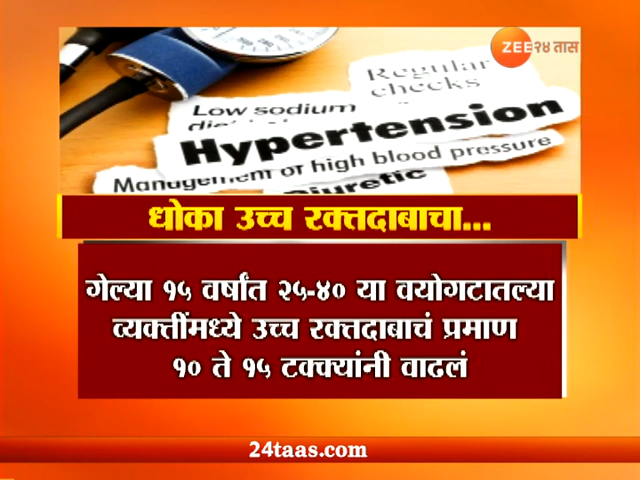 ZEE २४ तास
Regular
checks
Low sodium
Hypertension
Management of high blood pressure
Diuretic
धोका उच्च रक्तदाबाचा...
गेल्या १५ वर्षांत २५-४० या वयोगटातल्या
व्यक्तींमध्ये उच्च रक्तदाबाचं प्रमाण
१० ते १५ टक्क्यांनी वाढलं
24taas.com